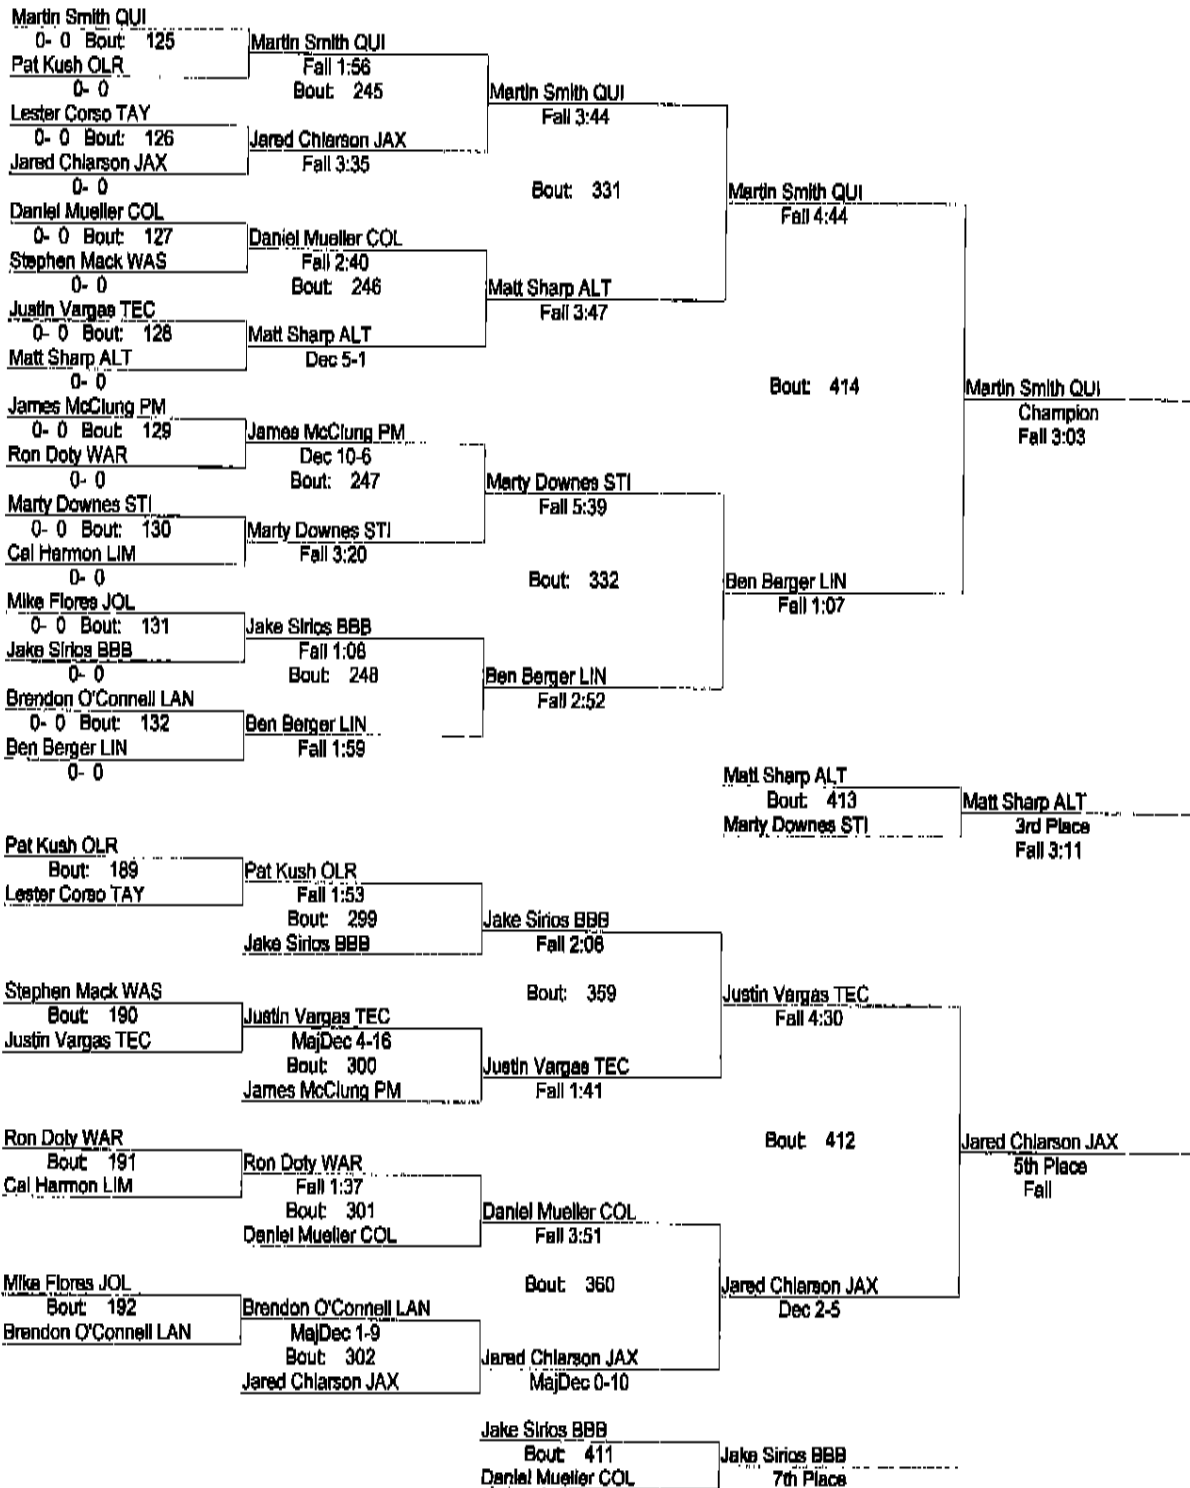 Martin Smith QUI
0- 0 Bout: 125
Pat Kush OLR
0- 0
Lester Corso TAY
0- 0 Bout: 126
Jared Chiarson JAX
0- 0
Daniel Mueller COL
0- 0 Bout: 127
Stephen Mack WAS
0- 0
Justin Vargas TEC
0- 0 Bout: 128
Matt Sharp ALT
0- 0
James McClung PM
0- 0 Bout: 129
Ron Doty WAR
0- 0
Marty Downes STI
0- 0 Bout: 130
Cal Harmon LIM
0- 0
Mike Flores JOL
0- 0 Bout: 131
Jake Sirios BBB
0- 0
Brendon O'Connell LAN
0- 0 Bout: 132
Ben Berger LIN
0- 0
Martin Smith QUI
Fall 1:56
Bout: 245
Jared Chiarson JAX
Fall 3:35
Daniel Mueller COL
Fall 2:40
Bout: 246
Matt Sharp ALT
Dec 5-1
James McClung PM
Dec 10-6
Bout: 247
Marty Downes STI
Fall 3:20
Jake Sirios BBB
Fall 1:08
Bout: 248
Ben Berger LIN
Fall 1:59
Martin Smith QUI
Fall 3:44
Bout: 331
Matt Sharp ALT
Fall 3:47
Marty Downes STI
Fall 5:39
Bout: 332
Ben Berger LIN
Fall 2:52
Martin Smith QUI
Fall 4:44
Bout: 414
Ben Berger LIN
Fall 1:07
Martin Smith QUI
Champion
Fall 3:03
Matt Sharp ALT
Bout: 413
Marty Downes STI
Matt Sharp ALT
3rd Place
Fall 3:11
Pat Kush OLR
Bout: 189
Lester Corso TAY
Stephen Mack WAS
Bout: 190
Justin Vargas TEC
Ron Doty WAR
Bout: 191
Cal Harmon LIM
Mike Flores JOL
Bout: 192
Brendon O'Connell LAN
Pat Kush OLR
Fall 1:53
Bout: 299
Jake Sirios BBB
Justin Vargas TEC
MajDec 4-16
Bout: 300
James McClung PM
Ron Doty WAR
Fall 1:37
Bout: 301
Daniel Mueller COL
Brendon O'Connell LAN
MajDec 1-9
Bout: 302
Jared Chiarson JAX
Jake Sirios BBB
Fall 2:08
Bout: 359
Justin Vargas TEC
Fall 1:41
Daniel Mueller COL
Fall 3:51
Bout: 360
Jared Chiarson JAX
MajDec 0-10
Justin Vargas TEC
Fall 4:30
Bout: 412
Jared Chiarson JAX
Dec 2-5
Jared Chiarson JAX
5th Place
Fall
Jake Sirios BBB
Bout: 411
Daniel Mueller COL
Jake Sirios BBB
7th Place